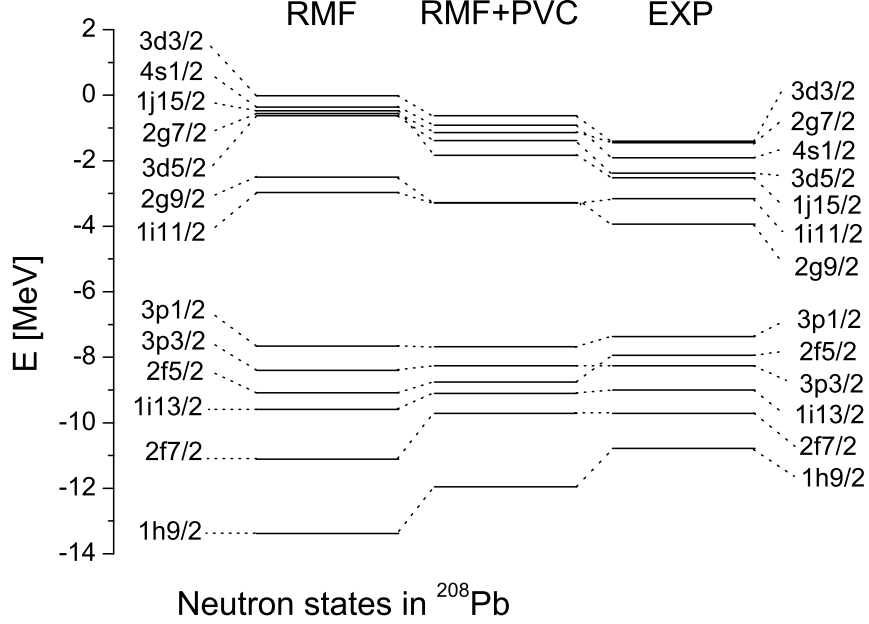 RMF RMF+PVC EXP
2
0
-2
-4
-6
-8
-10
-12
-14
E [MeV]
3d3/2
4s1/2
1j15/2
2g7/2
3d5/2
2g9/2
1i11/2
3p1/2
3p3/2
2f5/2
1i13/2
2f7/2
1h9/2
3d3/2
2g7/2
4s1/2
3d5/2
1j15/2
1i11/2
2g9/2
3p1/2
2f5/2
3p3/2
1i13/2
2f7/2
1h9/2
Neutron states in ²⁰⁸Pb